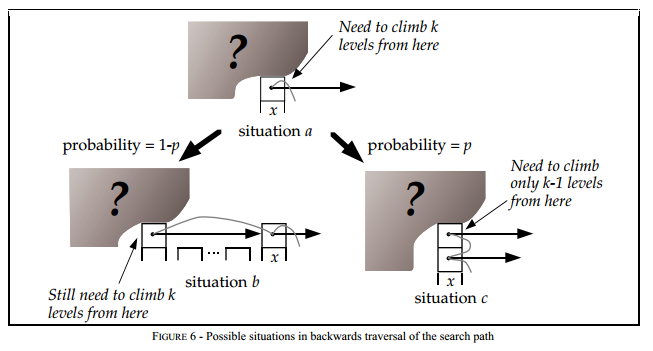 ?
Need to climb k
levels from here
x
situation a
probability = 1-p
probability = p
?
?
Need to climb
only k-1 levels
from here
...
x
x
situation b
situation c
Still need to climb k
levels from here
FIGURE 6 - Possible situations in backwards traversal of the search path